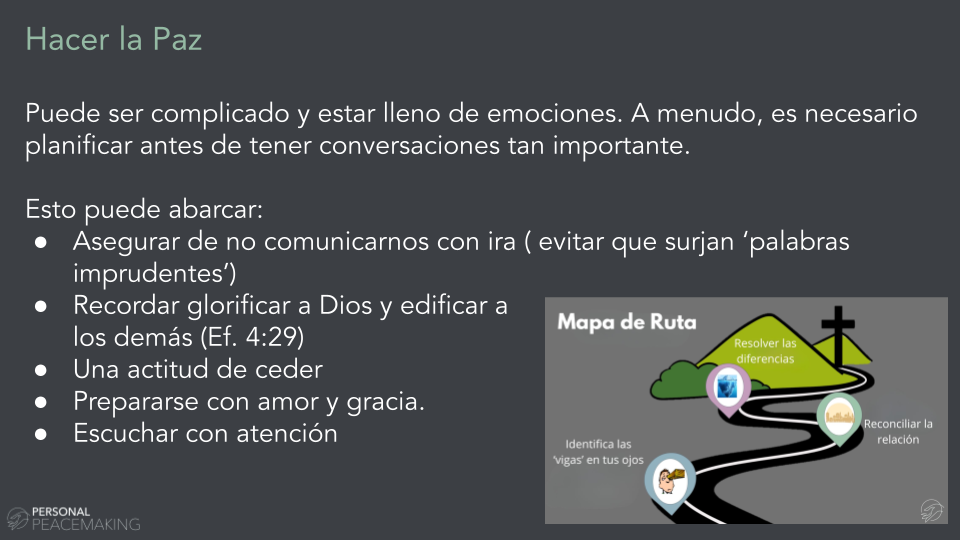 Hacer la Paz
Puede ser complicado y estar lleno de emociones. A menudo, es necesario
planificar antes de tener conversaciones tan importante.
Esto puede abarcar:
● Asegurar de no comunicarnos con ira ( evitar que surjan ‘palabras
imprudentes’)
● Recordar glorificar a Dios y edificar a
los demás (Ef. 4:29)
● Una actitud de ceder
● Prepararse con amor y gracia.
● Escuchar con atención
Mapa de Ruta
Resolver las
diferencias
Reconciliar la
relación
Identifica las
‘vigas’ en tus ojos
PERSONAL
PEACEMAKING